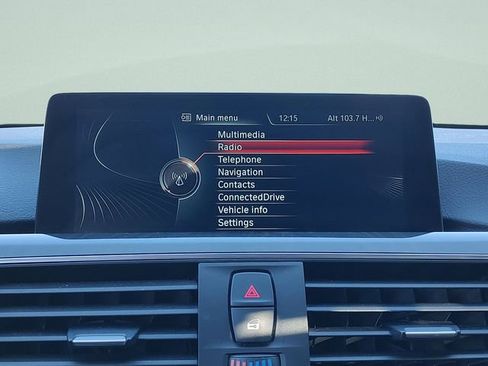 Main menu 12:15 Alt 103.7 H...
Multimedia
Radio
Telephone
Navigation
Contacts
ConnectedDrive
Vehicle info
Settings